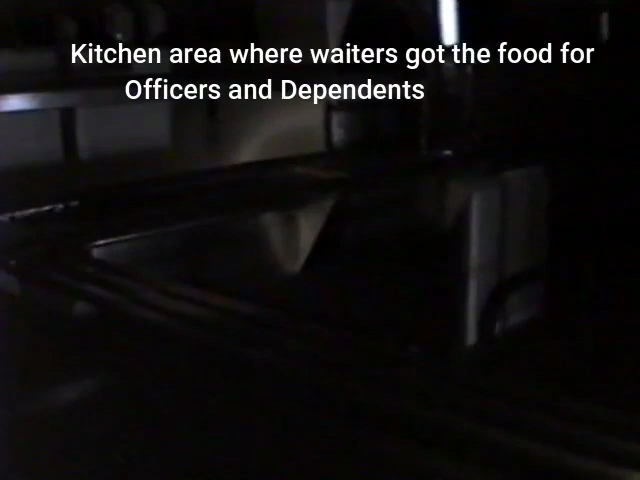 Kitchen area where waiters got the food for
Officers and Dependents